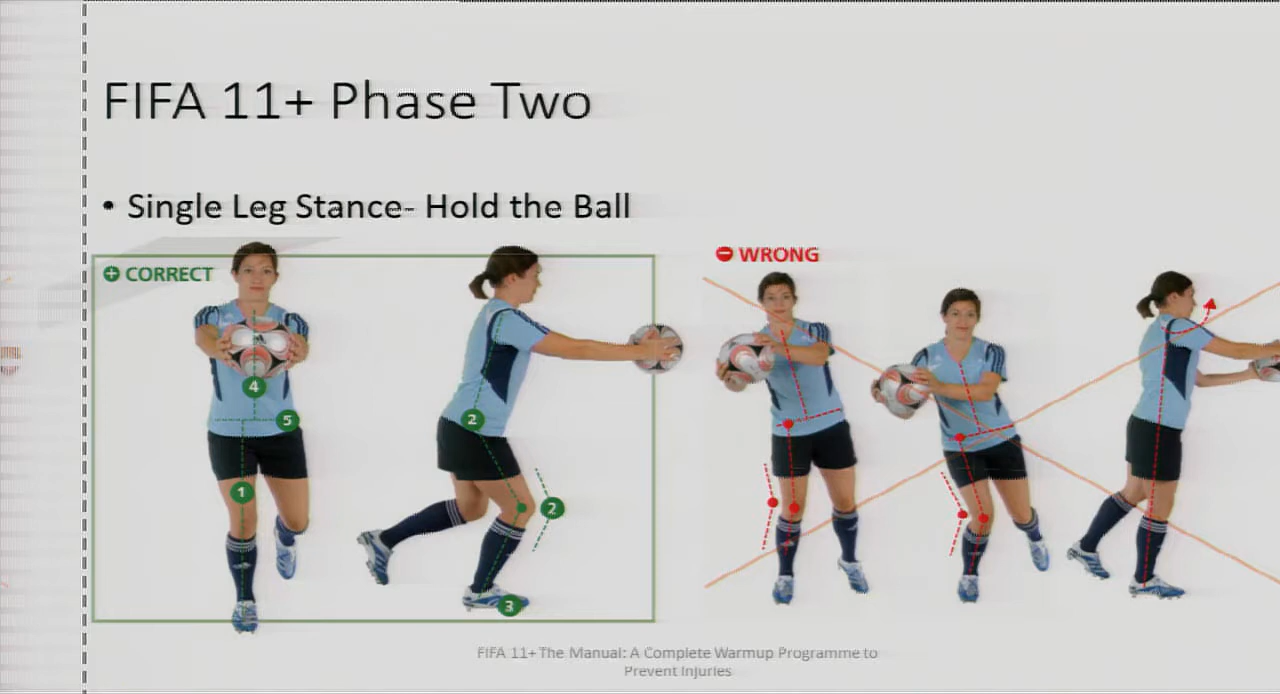 FIFA 11+ Phase Two
• Single Leg Stance- Hold the Ball
CORRECT
WRONG
4
5
2
1
2
3
FIFA 11+ The Manual: A Complete Warmup Programme to
Prevent Injuries